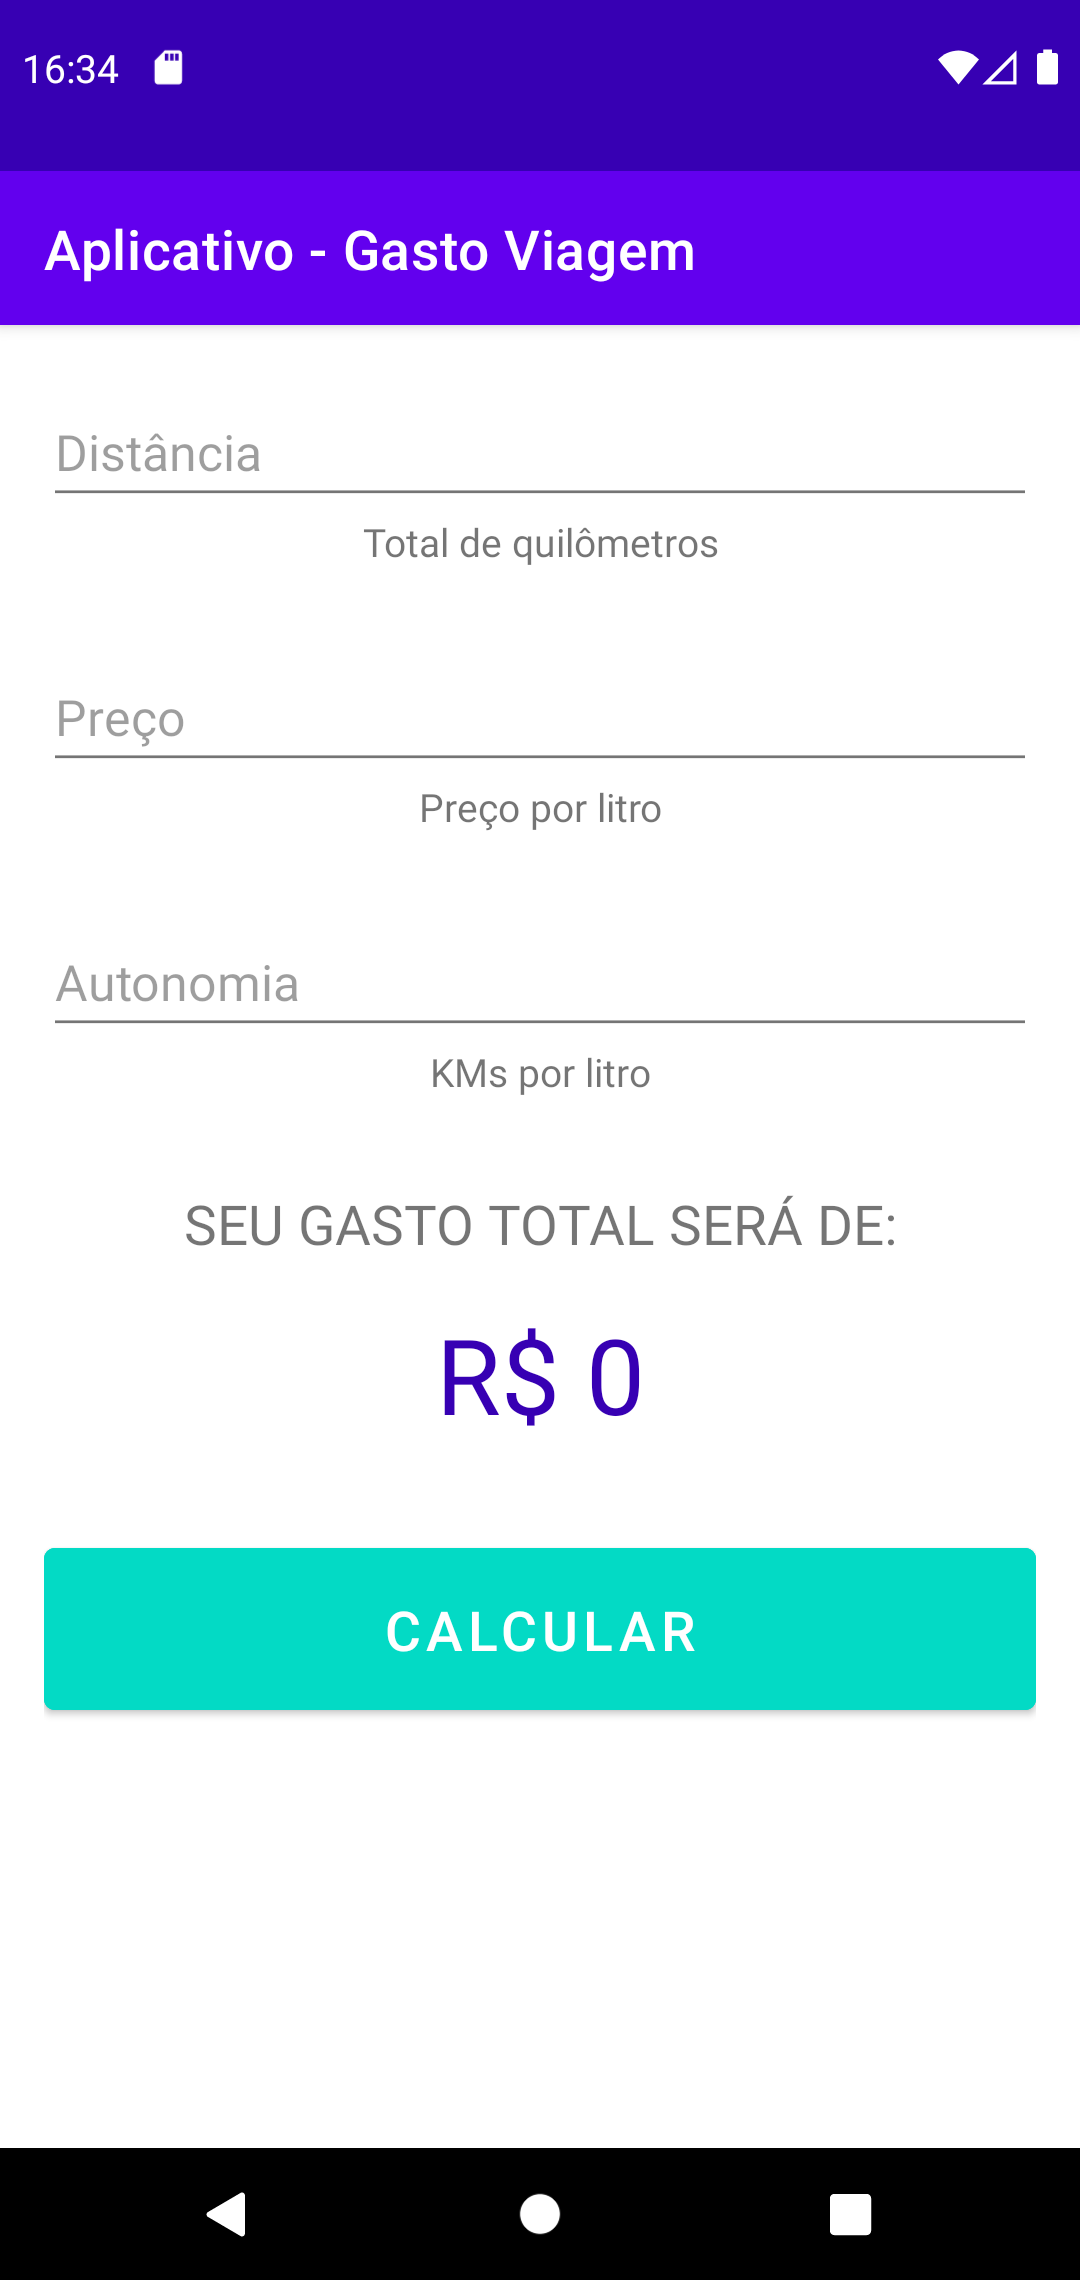 16:34
Aplicativo - Gasto Viagem
Distância
Total de quilômetros
Preço
Preço por litro
Autonomia
KMs por litro
SEU GASTO TOTAL SERÁ DE:
R$ 0
CALCULAR